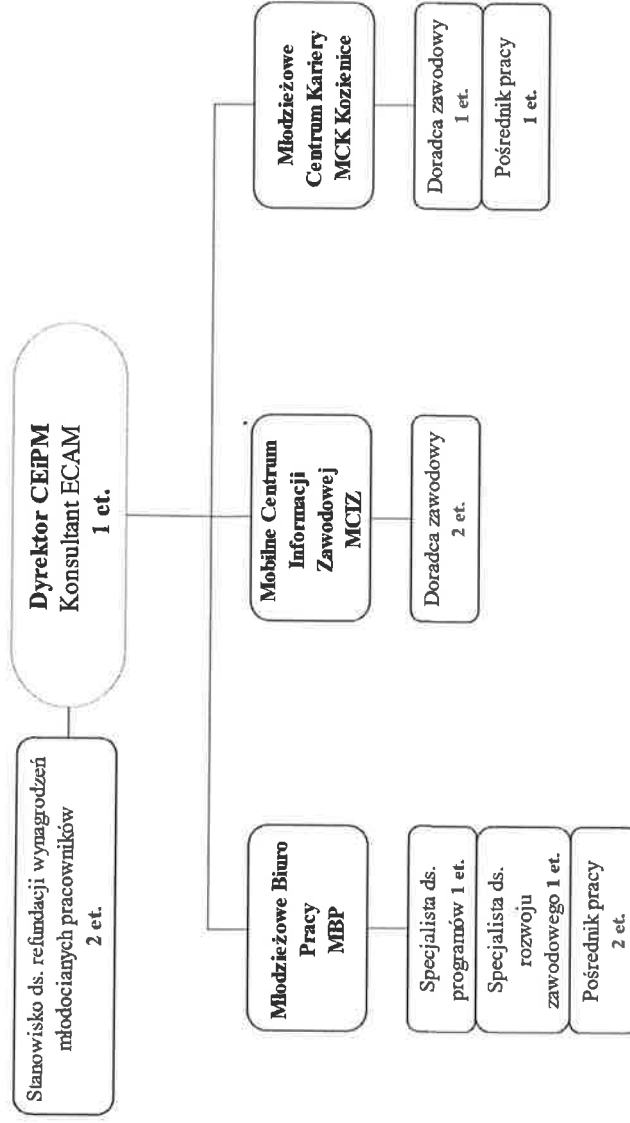 Dyrektor CEiPM
Konsultant ECAM
1 et.
Stanowisko ds. refundacji wynagrodzeń
młodocianych pracowników
2 et.
Młodzieżowe Biuro
Pracy
MBP
Specjalista ds.
programów 1 et.
Specjalista ds.
rozwoju
zawodowego 1 et.
Pośrednik pracy
2 et.
Mobilne Centrum
Informacji
Zawodowej
MCIZ
Doradca zawodowy
2 et.
Młodzieżowe
Centrum Kariery
MCK Kozienice
Doradca zawodowy
1 et.
Pośrednik pracy
1 et.